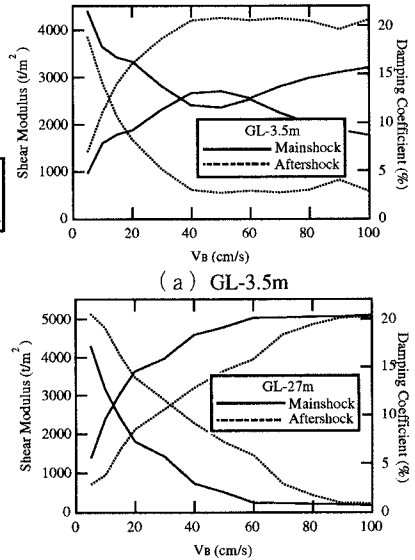 4000
3000
2000
1000
0
Shear Modulus (t/m²)
20
15
10
5
0
Damping Coefficient (%)
GL-3.5m
Mainshock
Aftershock
0 20 40 60 80 100
VB (cm/s)
(a) GL-3.5m
5000
4000
3000
2000
1000
0
Shear Modulus (t/m²)
20
15
10
5
0
Damping Coefficient (%)
GL-27m
Mainshock
Aftershock
0 20 40 60 80 100
VB (cm/s)